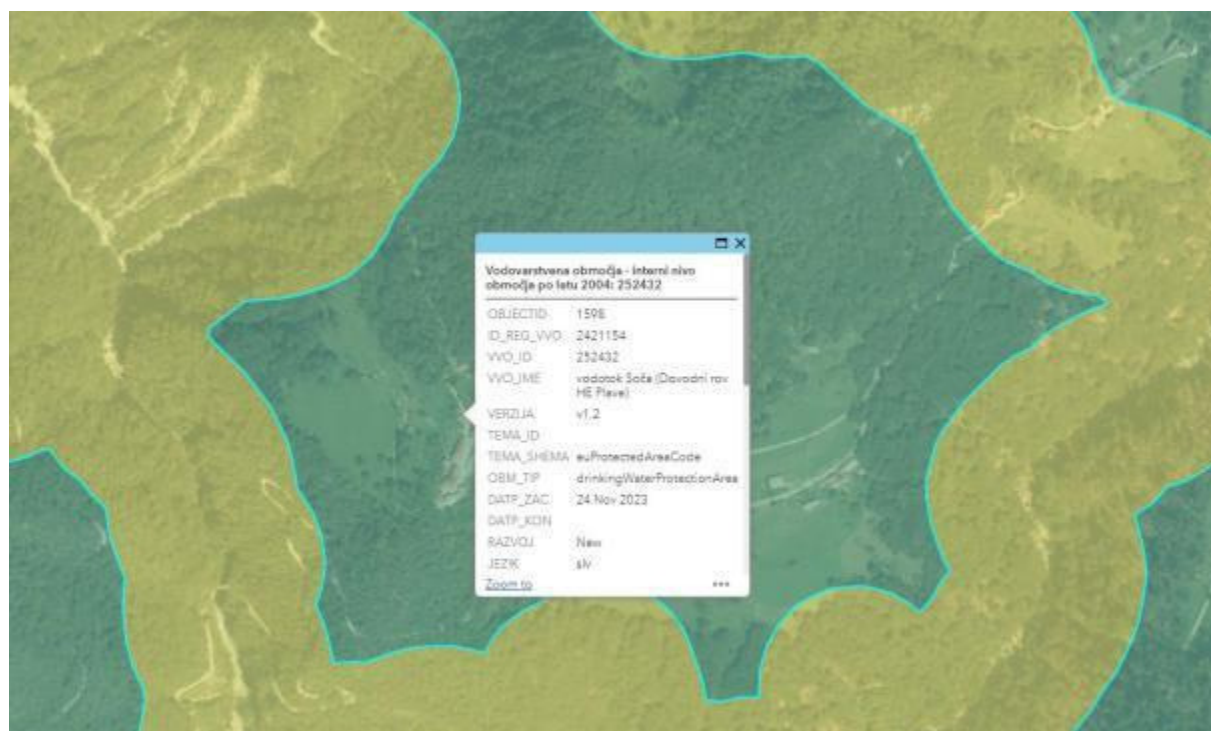 Vodovarstvena območja - interni nivo
območja po letu 2004: 252432
OBJECTID 1598
ID_REG_VVO 2421154
VVO_ID 252432
VVO_IME vodotok Soča (Dovodni rov
HE Plave)
VERZIJA v1.2
TEMA_ID
TEMA_SHEMA euProtectedAreaCode
OBM_TIP drinkingWaterProtectionArea
DATP_ZAC 24 Nov 2023
DATP_KON
RAZVOJ New
JEZIK slv
Zoom to